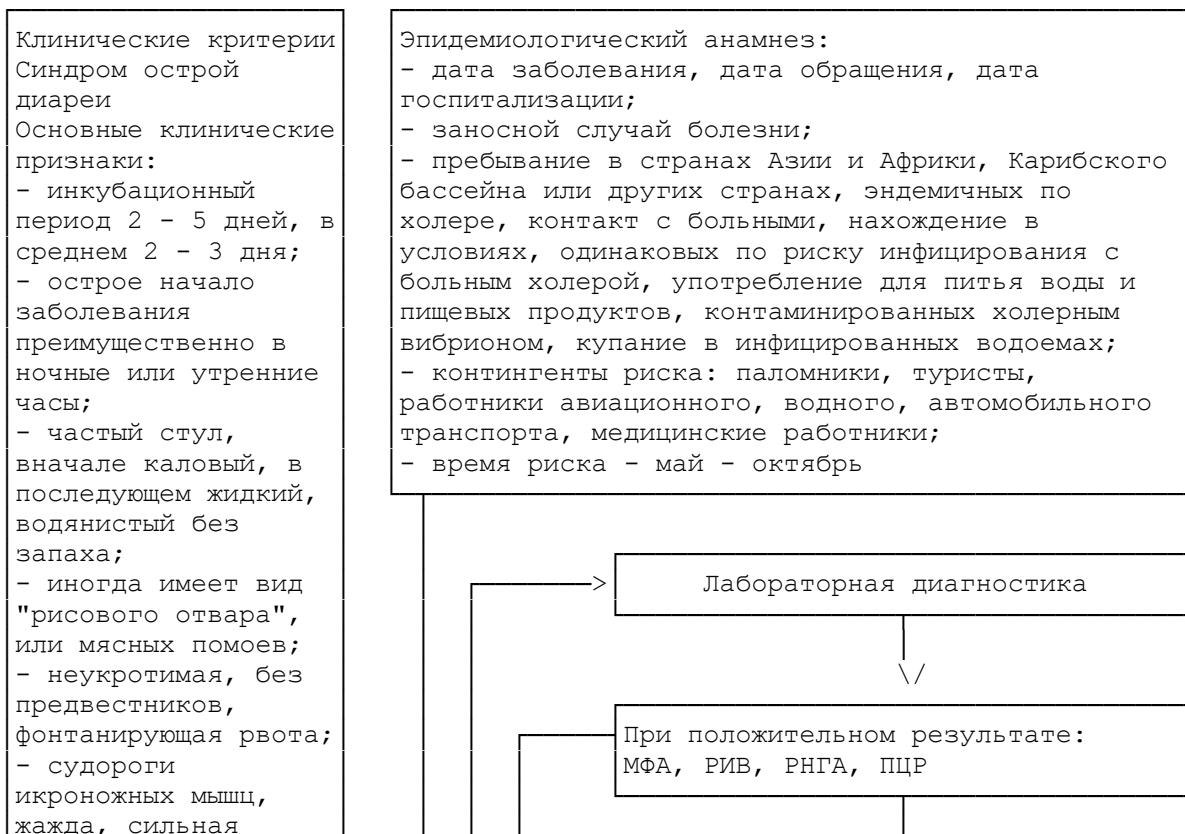 Клинические критерии
Синдром острой
диареи
Основные клинические
признаки:
- инкубационный
период 2 - 5 дней, в
среднем 2 - 3 дня;
- острое начало
заболевания
преимущественно в
ночные или утренние
часы;
- частый стул,
вначале каловый, в
последующем жидкий,
водянистый без
запаха;
- иногда имеет вид
"рисового отвара",
или мясных помоев;
- неукротимая, без
предвестников,
фонтанирующая рвота;
- судороги
икроножных мышц,
жажда, сильная
Эпидемиологический анамнез:
- дата заболевания, дата обращения, дата
госпитализации;
- заносной случай болезни;
- пребывание в странах Азии и Африки, Карибского
бассейна или других странах, эндемичных по
холере, контакт с больными, нахождение в
условиях, одинаковых по риску инфицирования с
больным холерой, употребление для питья воды и
пищевых продуктов, контаминированных холерным
вибрионом, купание в инфицированных водоемах;
- контингенты риска: паломники, туристы,
работники авиационного, водного, автомобильного
транспорта, медицинские работники;
- время риска - май - октябрь
Лабораторная диагностика
При положительном результате:
МФА, РИВ, РНГА, ПЦР